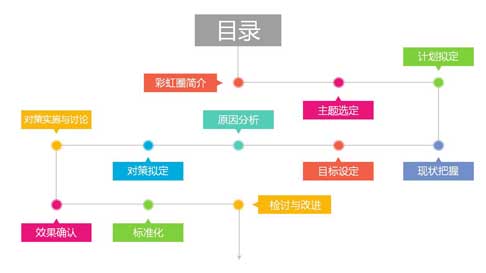 目录
彩虹圈简介
主题选定
计划拟定
现状把握
目标设定
原因分析
对策拟定
对策实施与讨论
效果确认
标准化
检讨与改进